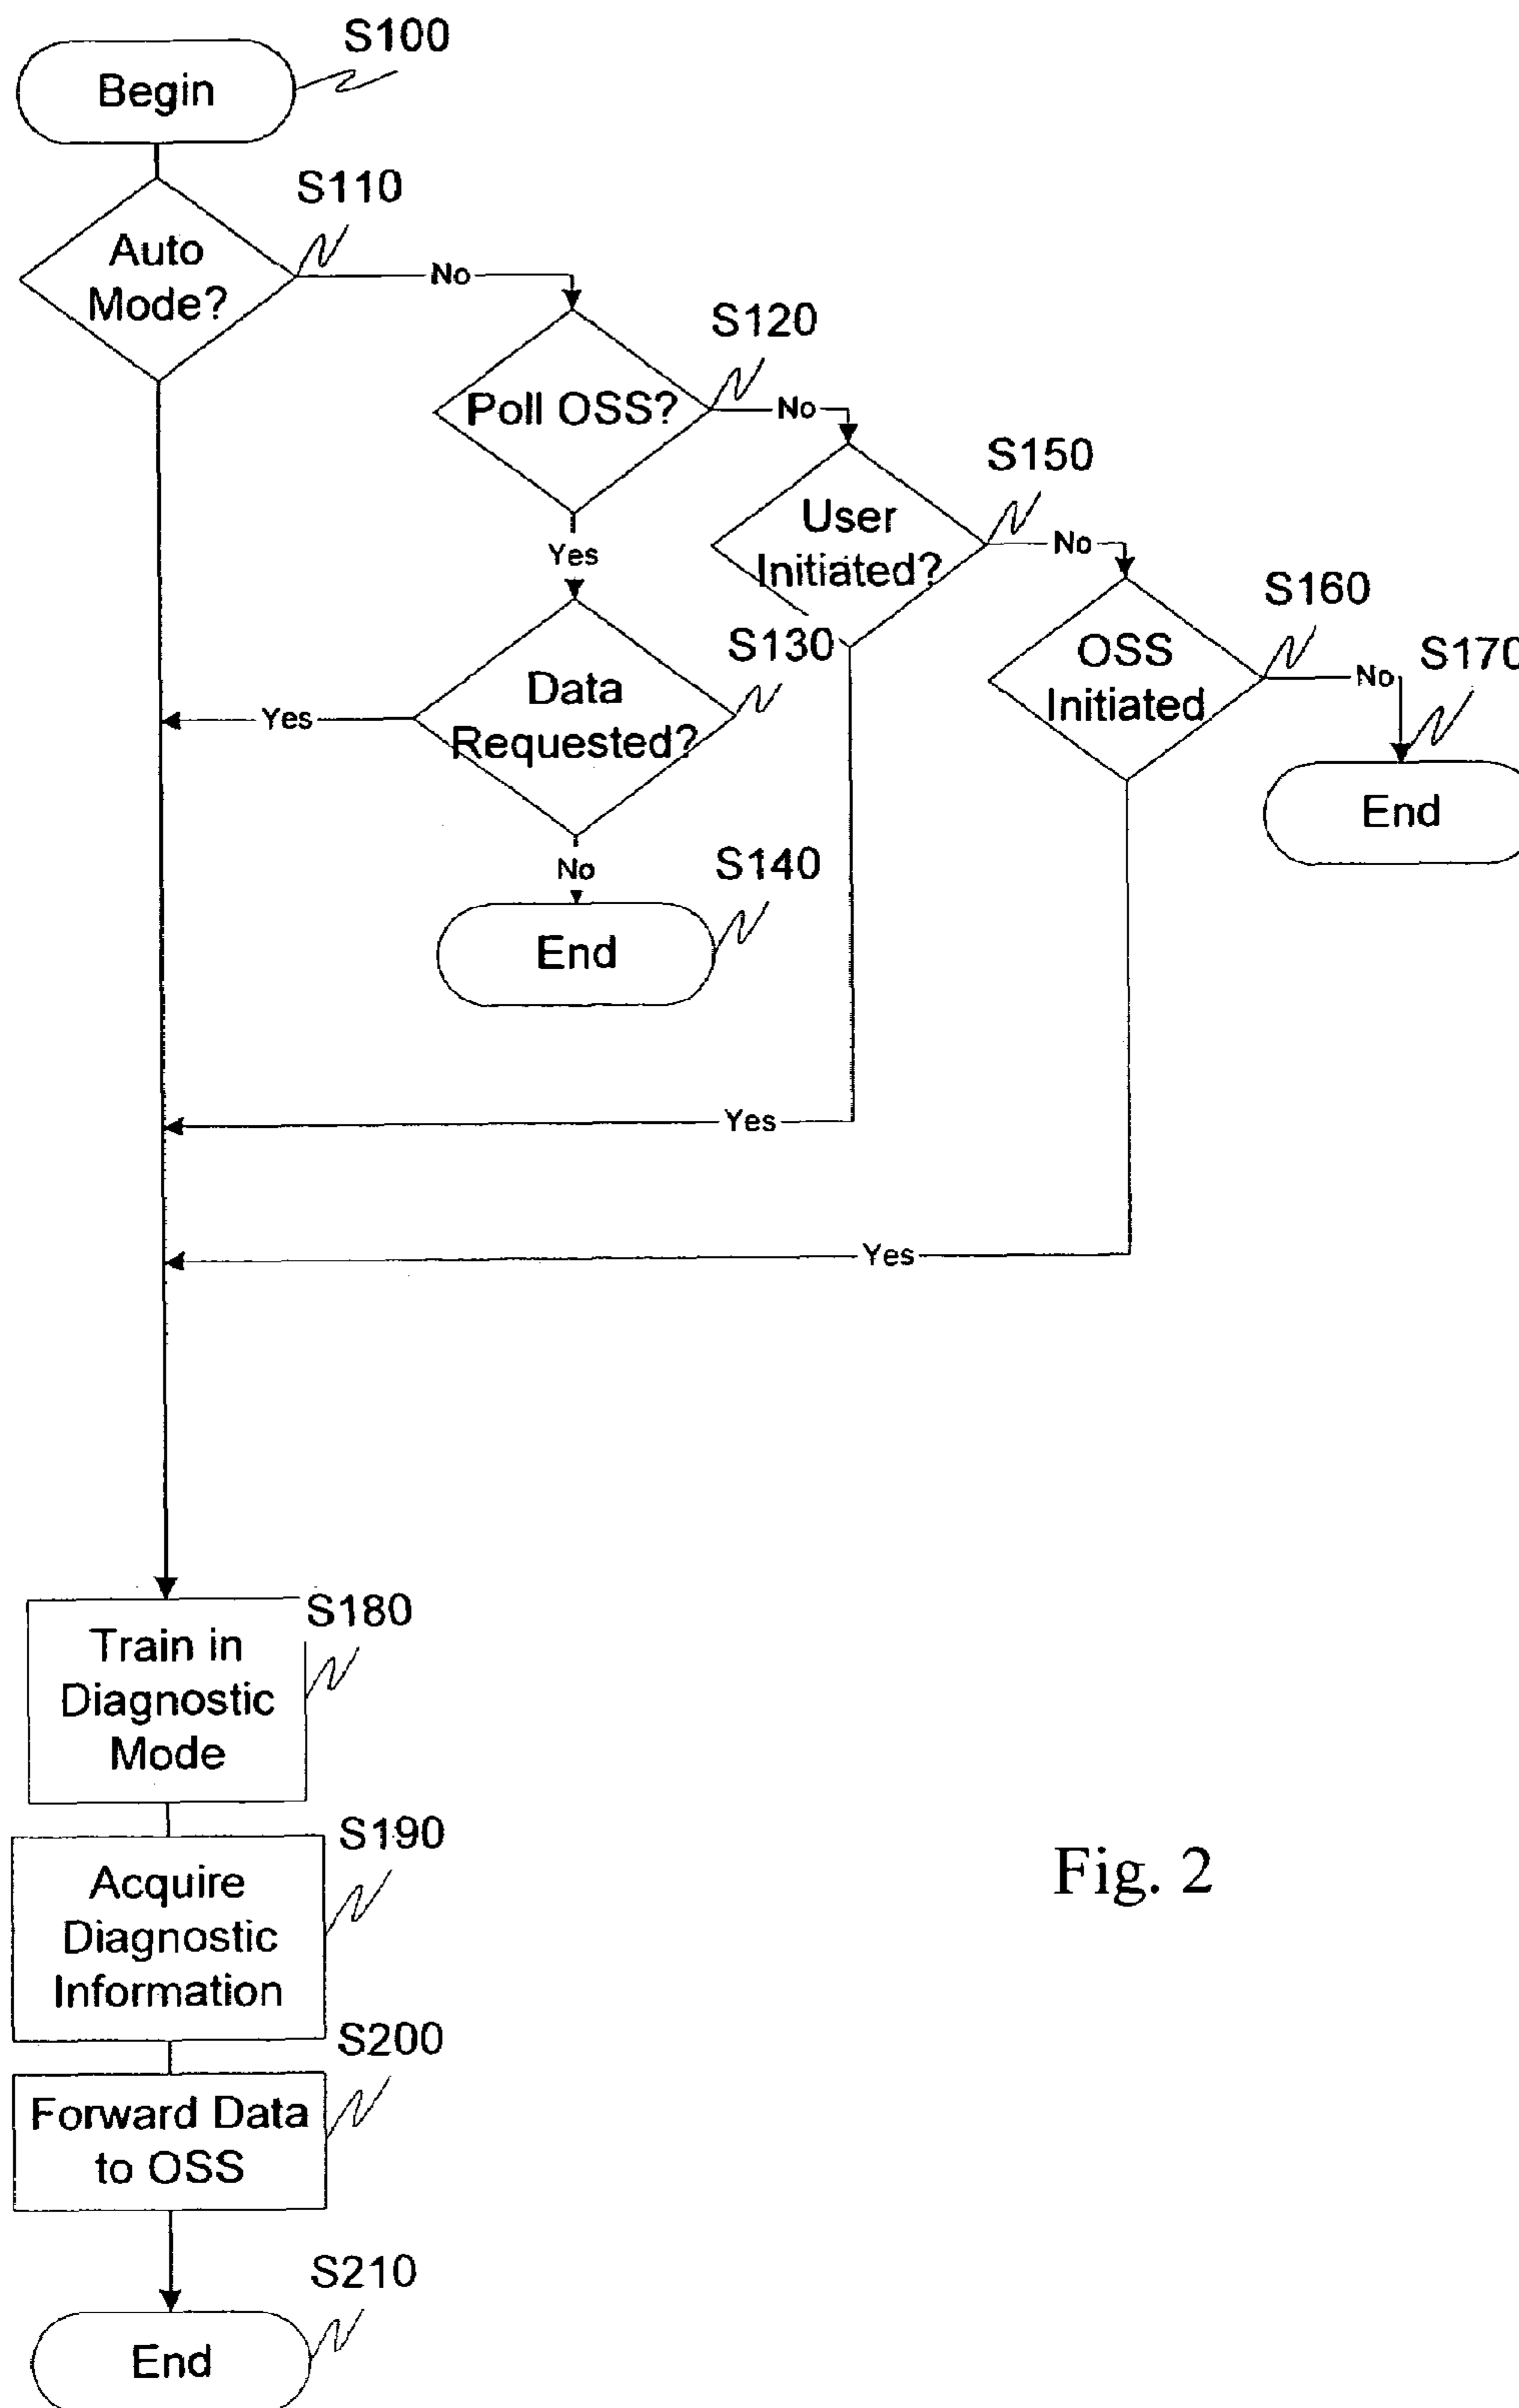 S100
Begin
S110
Auto
Mode?
No
S120
Poll OSS?
No
S150
User
Initiated?
No
S160
OSS
Initiated
No
S170
End
Yes
S130
Data
Requested?
Yes
No
S140
End
Yes
Yes
S180
Train in
Diagnostic
Mode
S190
Acquire
Diagnostic
Information
S200
Forward Data
to OSS
S210
End
Fig. 2